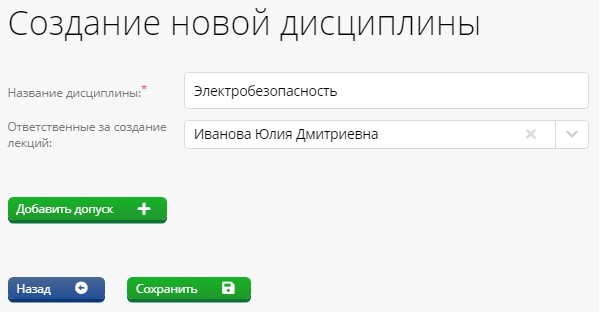 Создание новой дисциплины
Название дисциплины:*
Электробезопасность
Ответственные за создание
лекций:
Иванова Юлия Дмитриевна
Добавить допуск
Назад
Сохранить